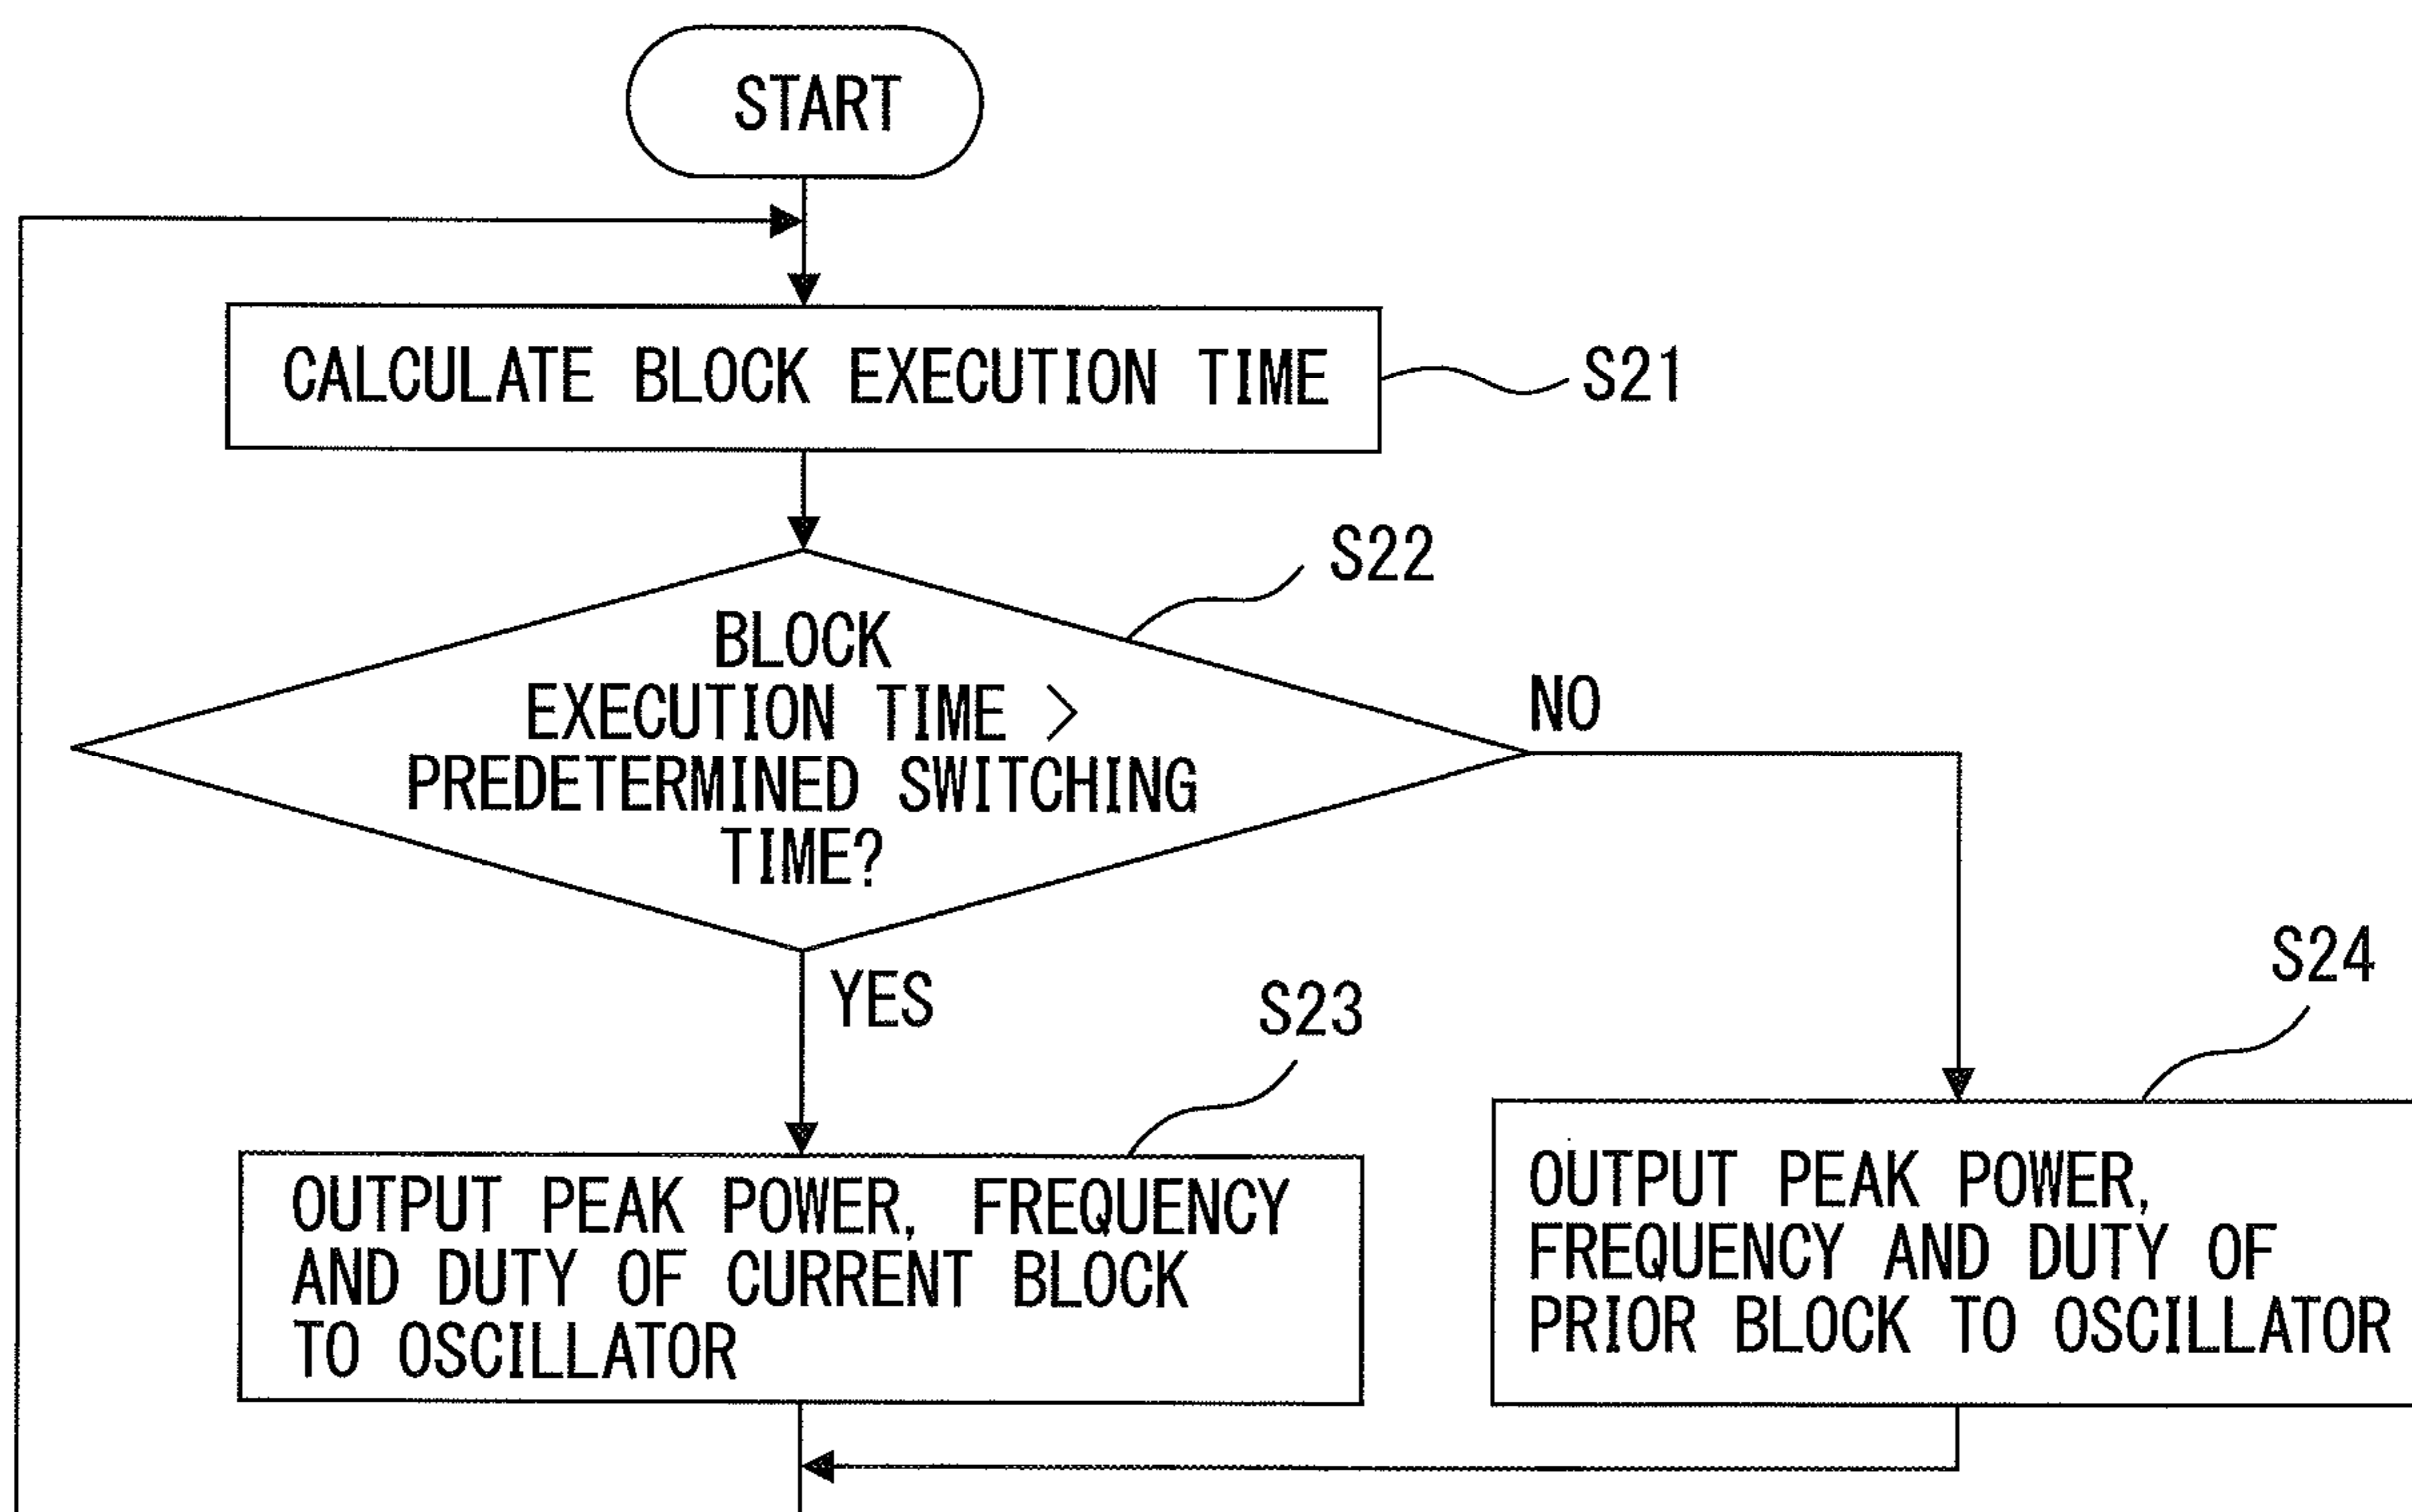 START
CALCULATE BLOCK EXECUTION TIME
S21
S22
BLOCK
EXECUTION TIME >
PREDETERMINED SWITCHING
TIME?
NO
YES
S23
S24
OUTPUT PEAK POWER, FREQUENCY
AND DUTY OF CURRENT BLOCK
TO OSCILLATOR
OUTPUT PEAK POWER,
FREQUENCY AND DUTY OF
PRIOR BLOCK TO OSCILLATOR